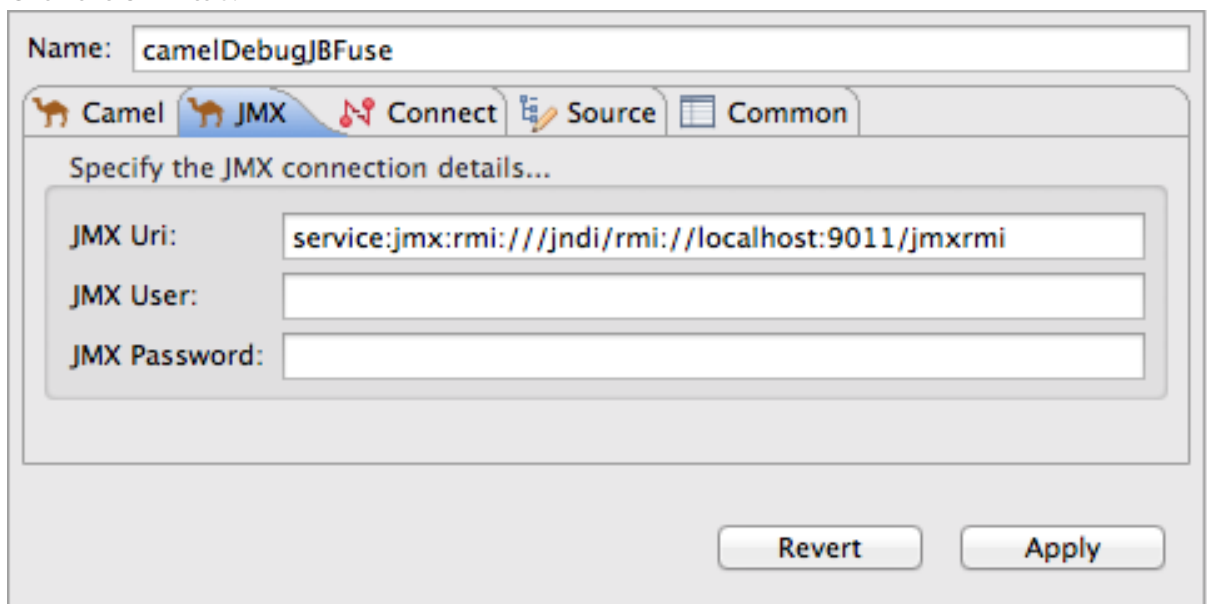 Name: camelDebugJBFuse
Camel JMX Connect Source Common
Specify the JMX connection details...
JMX Uri: service:jmx:rmi:///jndi/rmi://localhost:9011/jmxrmi
JMX User:
JMX Password:
Revert Apply